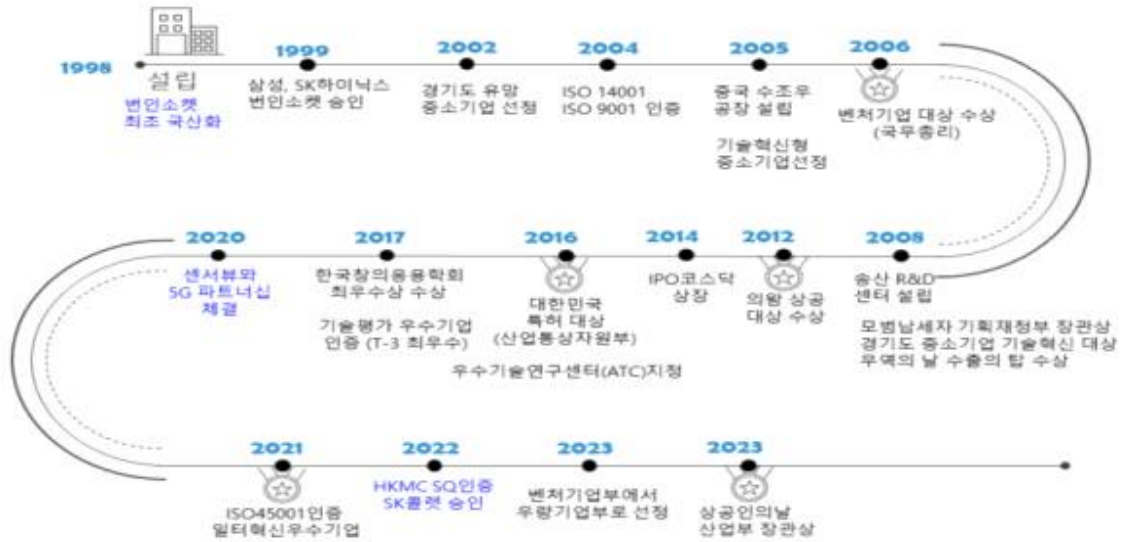 1998
설립
번인소켓
최조 국산화
1999
삼성, SK하이닉스
번인소켓 승인
2002
경기도 유망
중소기업 선정
2004
ISO 14001
ISO 9001 인증
2005
중국 수조우
공장 설립
기술혁신형
중소기업선정
2006
벤처기업 대상 수상
(국무총리)
2020
센서뷰와
5G 파트너십
체결
2017
한국창의응용학회
최우수상 수상
기술평가 우수기업
인증 (T-3 최우수)
2016
대한민국
특허 대상
(산업통상자원부)
우수기술연구센터(ATC)지정
2014
IPO코스닥
상장
2012
의왕 상공
대상 수상
2008
송산 R&D
센터 설립
모범납세자 기획재정부 장관상
경기도 중소기업 기술혁신 대상
무역의 날 수출의 탑 수상
2021
ISO45001인증
일터혁신우수기업
2022
HKMC SQ인증
SK콜렛 승인
2023
벤처기업부에서
우량기업부로 선정
2023
상공인의날
산업부 장관상